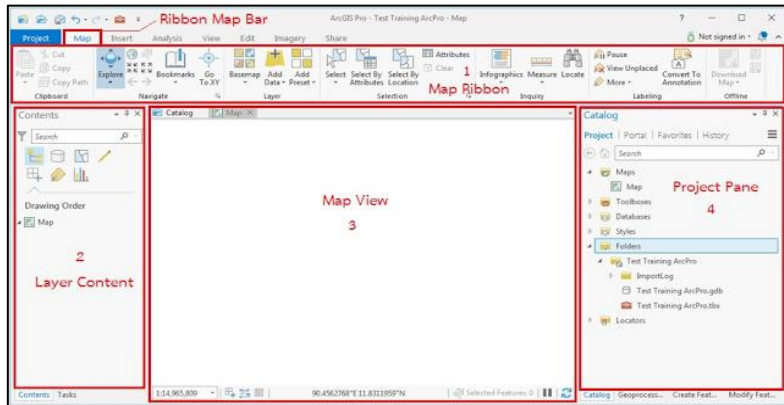 Ribbon Map Bar
ArcGIS Pro - Test Training ArcPro - Map
Project Map Insert Analysis View Edit Imagery Share
Not signed in
Paste
Cut
Copy
Copy Path
Clipboard
Explore
Bookmarks
Go To XY
Navigate
Basemap
Add Data
Add Preset
Layer
Select
Select By Attributes
Select By Location
Attributes
Clear
Selection
1
Map Ribbon
Infographics
Measure
Locate
Inquiry
Pause
View Unplaced
More
Convert To Annotation
Labeling
Download Map
Offline
Contents
Search
Drawing Order
Map
2
Layer Content
Contents Tasks
Catalog Map
Map View
3
1:14,965,809
90.4562768°E 11.8311959°N
Selected Features: 0
Catalog
Project Portal Favorites History
Search
Maps
Map
Toolboxes
Databases
Styles
Folders
Test Training ArcPro
ImportLog
Test Training ArcPro.gdb
Test Training ArcPro.tbx
Locators
Project Pane
4
Catalog Geoprocess... Create Feat... Modify Feat...